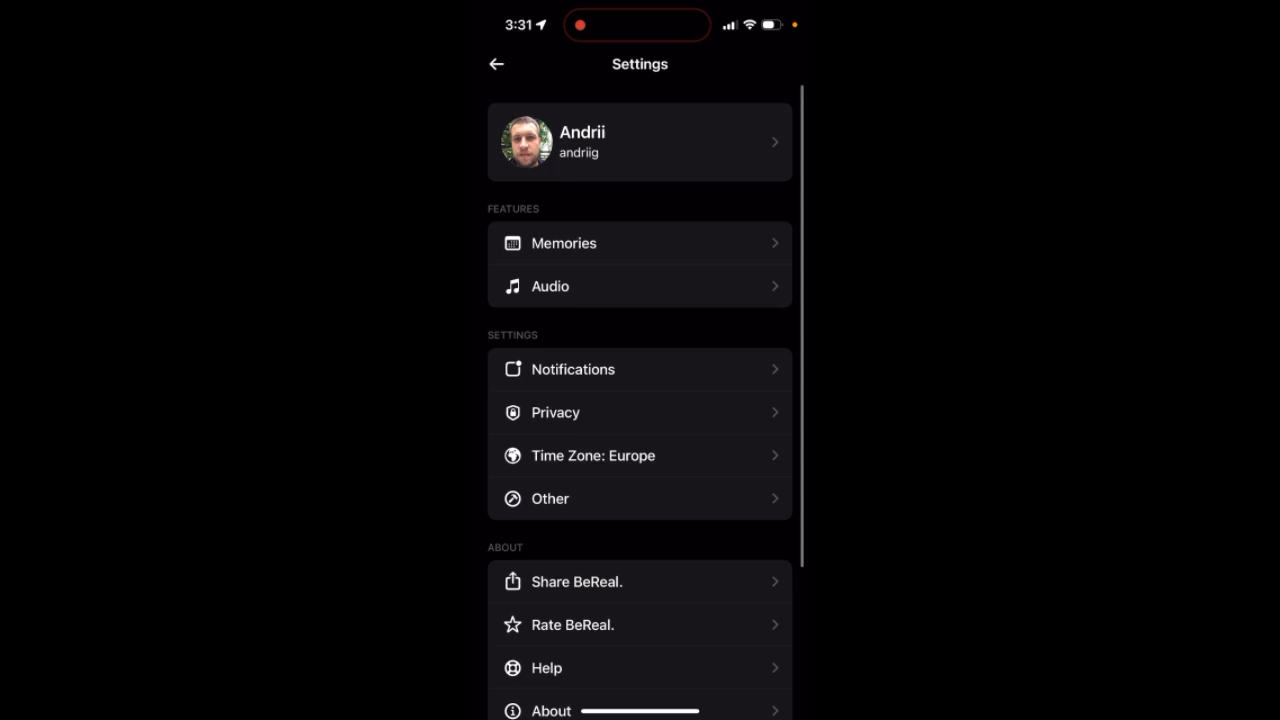 3:31
Settings
Andrii
andriig
FEATURES
Memories
Audio
SETTINGS
Notifications
Privacy
Time Zone: Europe
Other
ABOUT
Share BeReal.
Rate BeReal.
Help
About